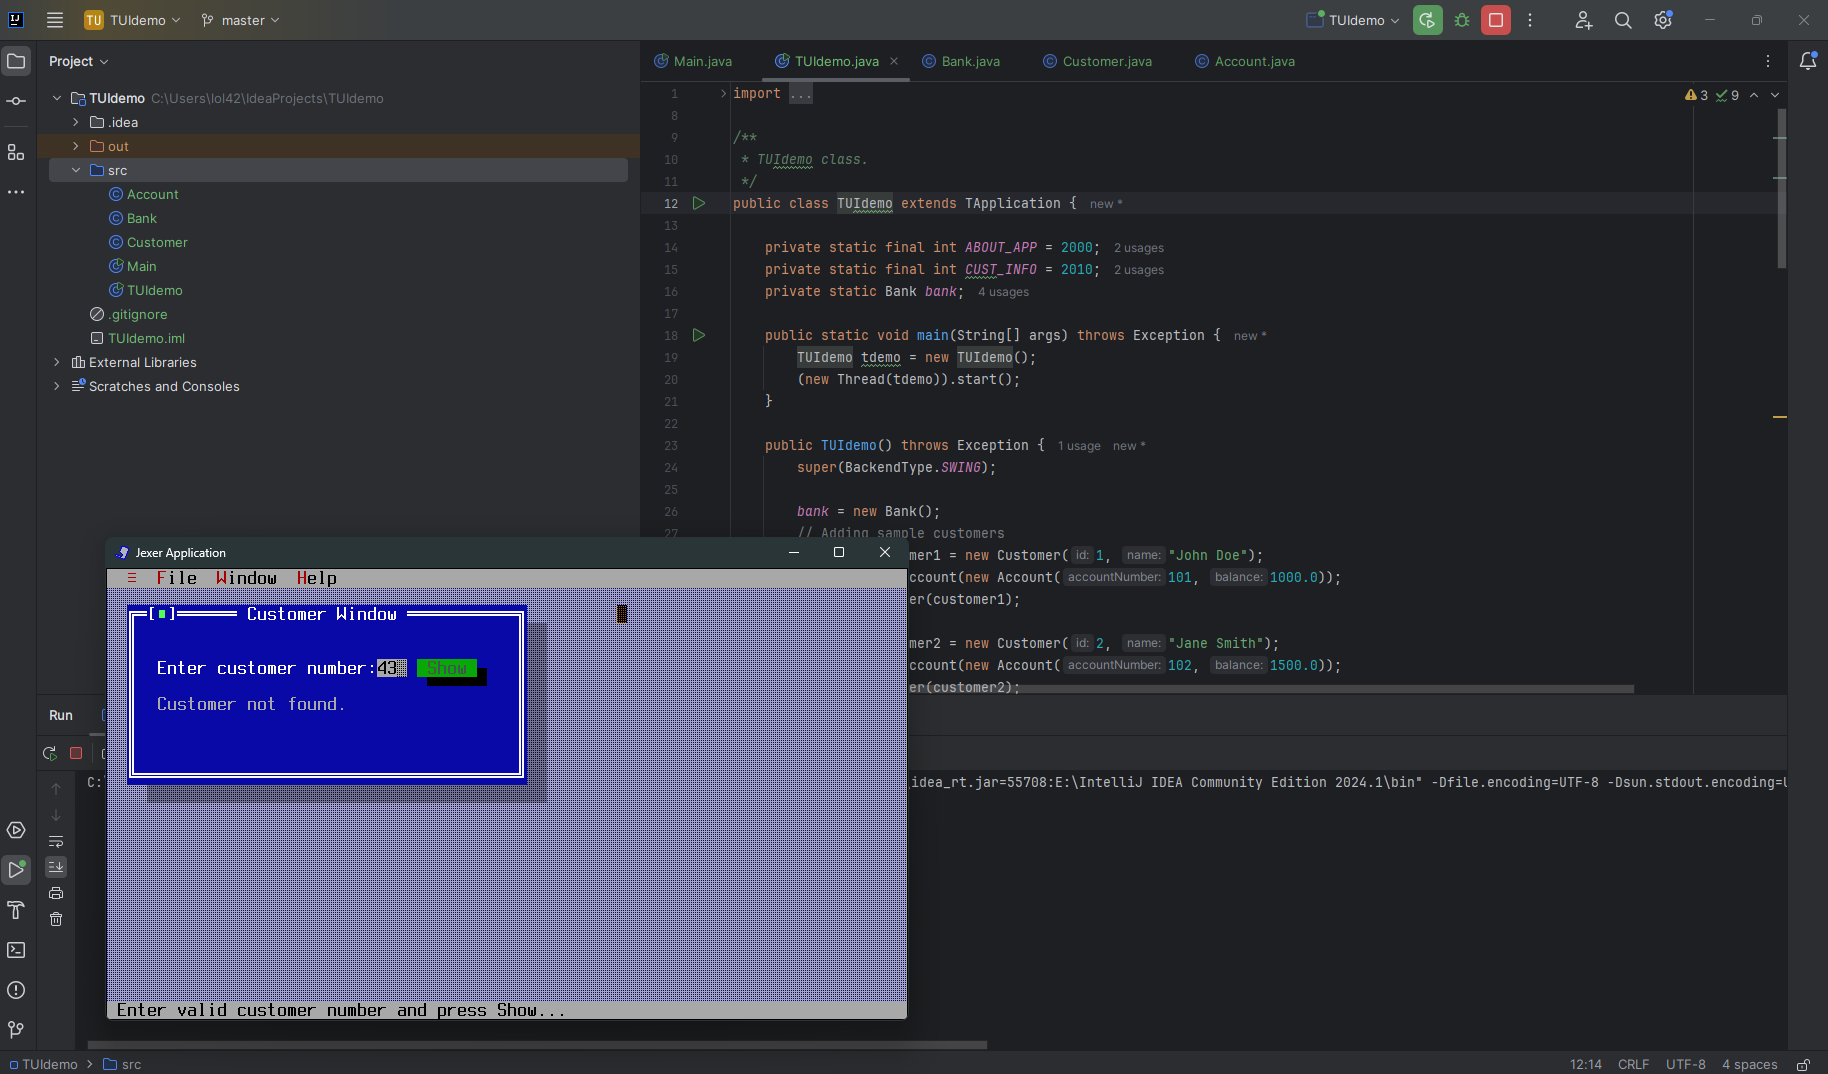 TU TUIdemo master TUIdemo
Project
TUIdemo C:\Users\lol42\IdeaProjects\TUIdemo
.idea
out
src
Account
Bank
Customer
Main
TUIdemo
.gitignore
TUIdemo.iml
External Libraries
Scratches and Consoles
Main.java TUIdemo.java Bank.java Customer.java Account.java
3 9
1 import ...
8
9 /**
10 * TUIdemo class.
11 */
12 public class TUIdemo extends TApplication { new *
13
14 private static final int ABOUT_APP = 2000; 2 usages
15 private static final int CUST_INFO = 2010; 2 usages
16 private static Bank bank; 4 usages
17
18 public static void main(String[] args) throws Exception { new *
19 TUIdemo tdemo = new TUIdemo();
20 (new Thread(tdemo)).start();
21 }
22
23 public TUIdemo() throws Exception { 1 usage new *
24 super(BackendType.SWING);
25
26 bank = new Bank();
27 // Adding sample customers
mer1 = new Customer( id: 1, name: "John Doe");
ccount(new Account( accountNumber: 101, balance: 1000.0));
er(customer1);
mer2 = new Customer( id: 2, name: "Jane Smith");
ccount(new Account( accountNumber: 102, balance: 1500.0));
er(customer2);
Jexer Application
File Window Help
Customer Window
Enter customer number:43 Show
Customer not found.
Enter valid customer number and press Show...
Run
C: idea_rt.jar=55708:E:\IntelliJ IDEA Community Edition 2024.1\bin" -Dfile.encoding=UTF-8 -Dsun.stdout.encoding=U
TUIdemo src
12:14 CRLF UTF-8 4 spaces